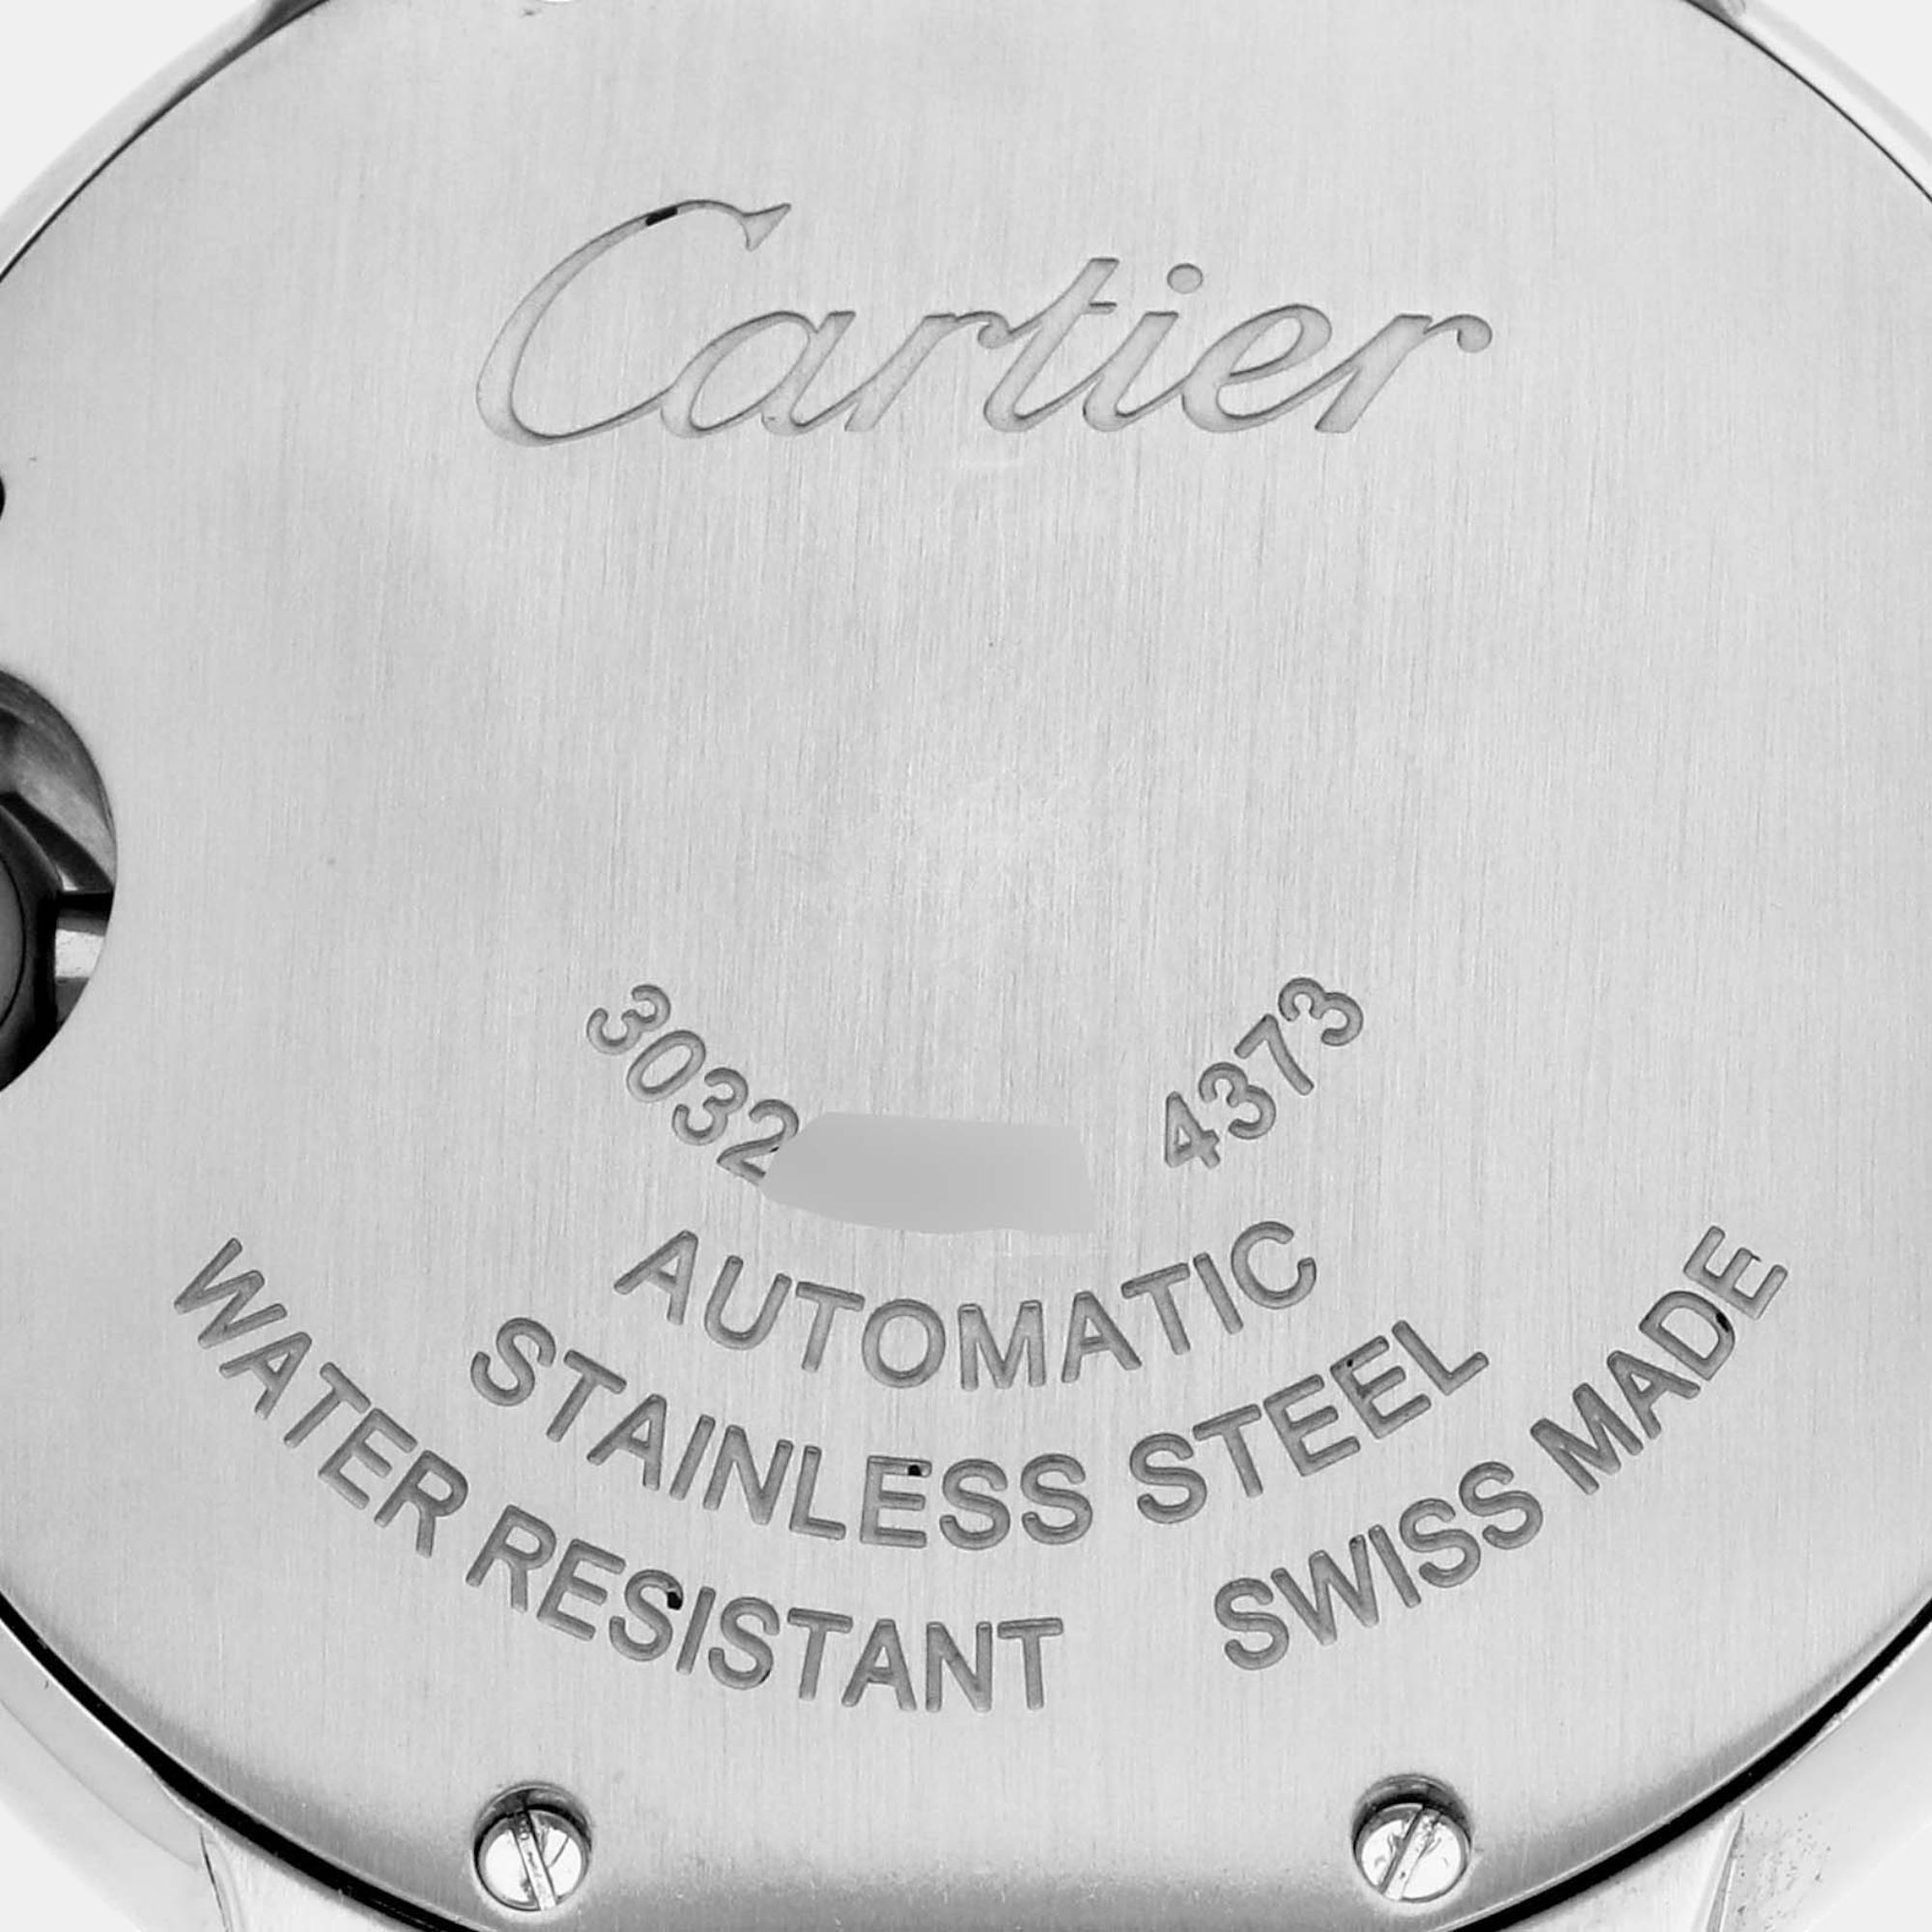 Cartier
3032 4373
AUTOMATIC
STAINLESS STEEL
WATER RESISTANT SWISS MADE